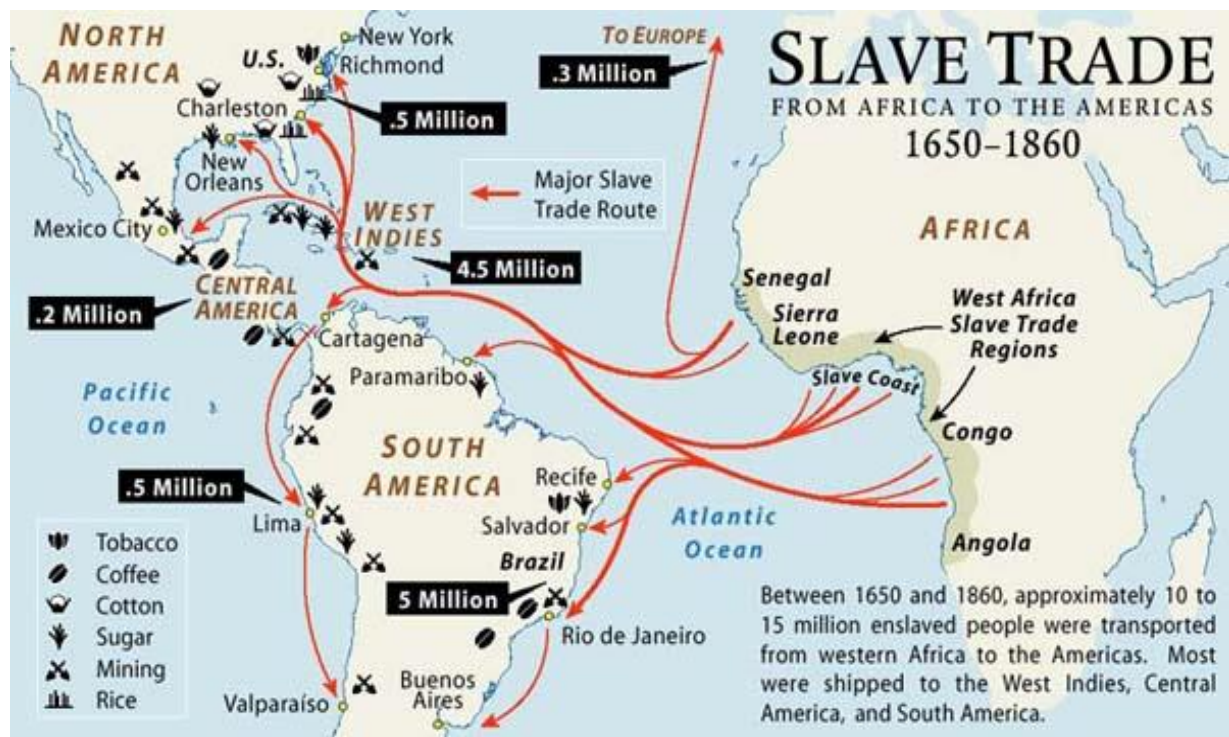 SLAVE TRADE
FROM AFRICA TO THE AMERICAS
1650–1860
NORTH
AMERICA
U.S.
New York
Richmond
Charleston
.5 Million
New
Orleans
Mexico City
WEST
INDIES
4.5 Million
CENTRAL
AMERICA
.2 Million
TO EUROPE
.3 Million
Major Slave
Trade Route
AFRICA
Senegal
Sierra
Leone
West Africa
Slave Trade
Regions
Slave Coast
Congo
Angola
Cartagena
Paramaribo
Pacific
Ocean
SOUTH
AMERICA
Recife
Salvador
Brazil
5 Million
Rio de Janeiro
Atlantic
Ocean
.5 Million
Lima
Valparaíso
Buenos
Aires
Tobacco
Coffee
Cotton
Sugar
Mining
Rice
Between 1650 and 1860, approximately 10 to
15 million enslaved people were transported
from western Africa to the Americas. Most
were shipped to the West Indies, Central
America, and South America.